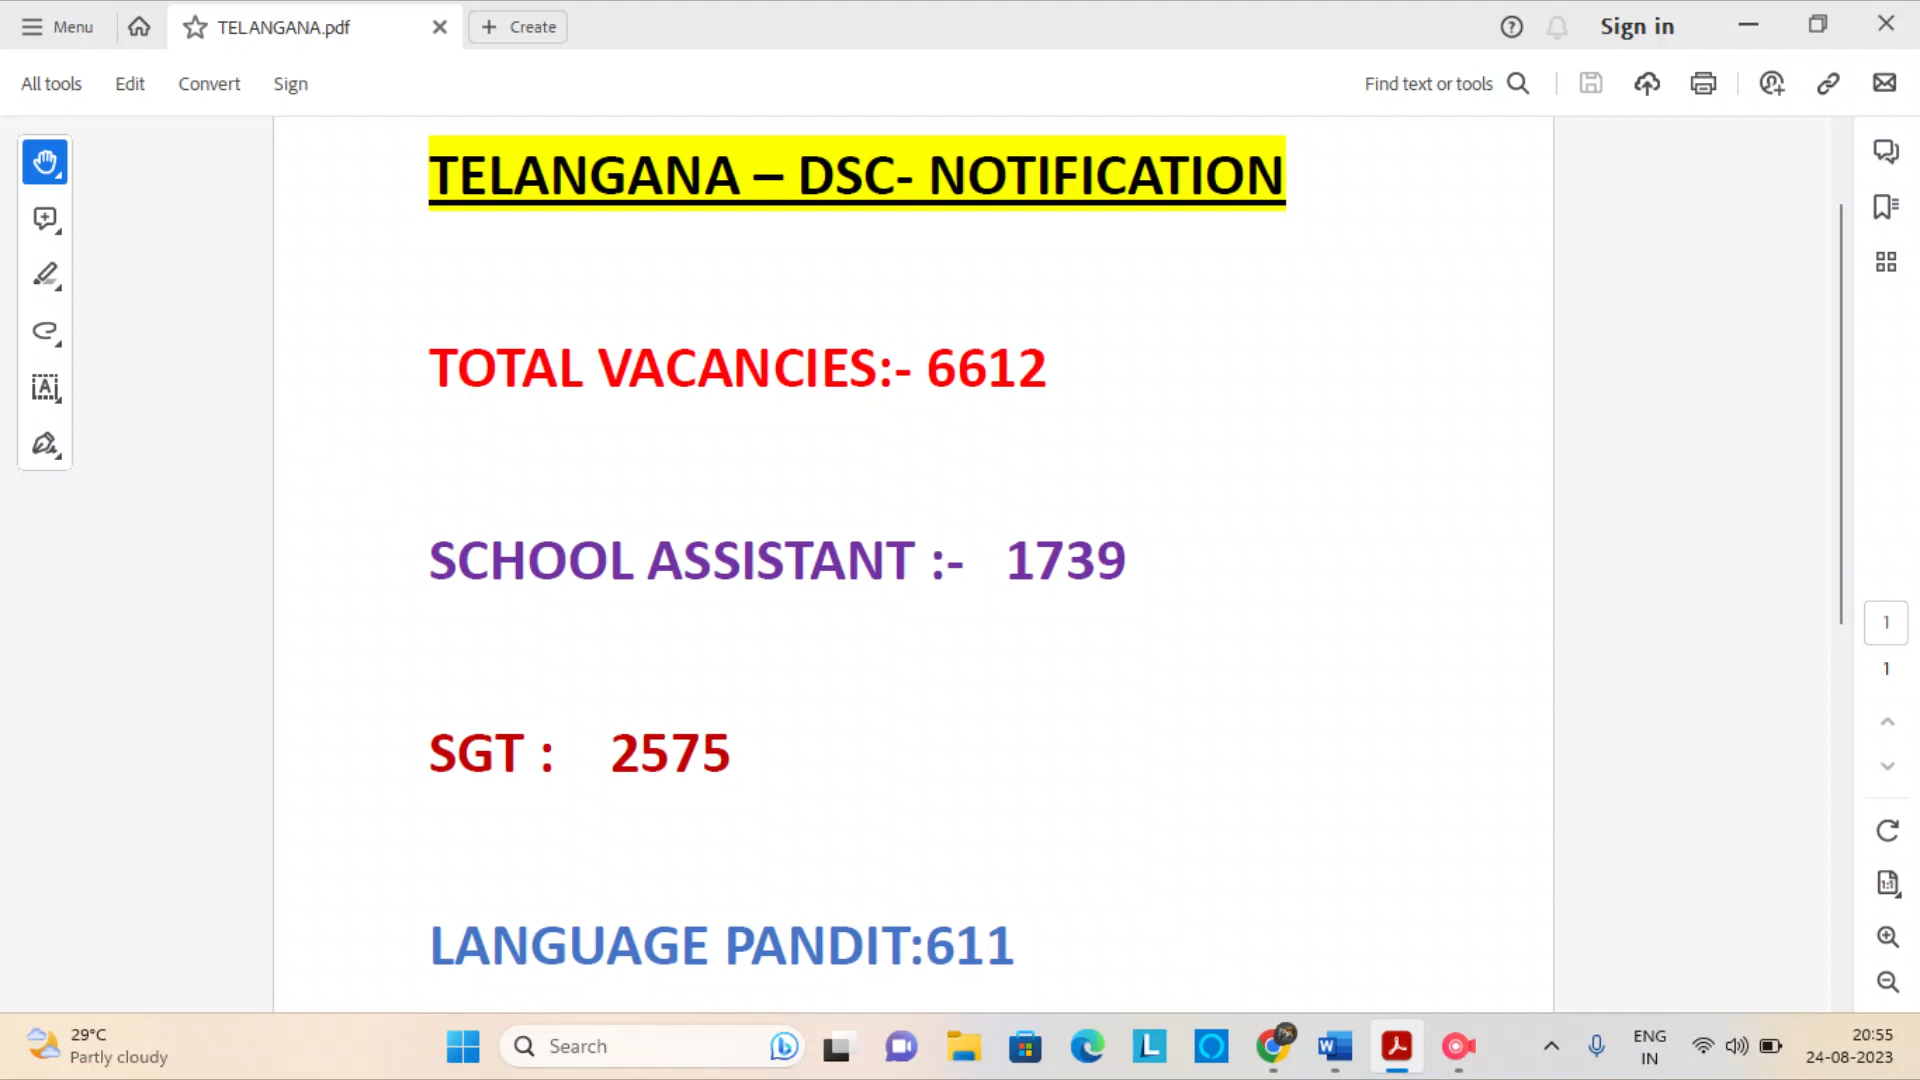 Menu
TELANGANA.pdf
Create
Sign in
All tools
Edit
Convert
Sign
Find text or tools
TELANGANA – DSC- NOTIFICATION
TOTAL VACANCIES:- 6612
SCHOOL ASSISTANT :- 1739
SGT : 2575
LANGUAGE PANDIT:611
1
1
29°C
Partly cloudy
Search
ENG
IN
20:55
24-08-2023